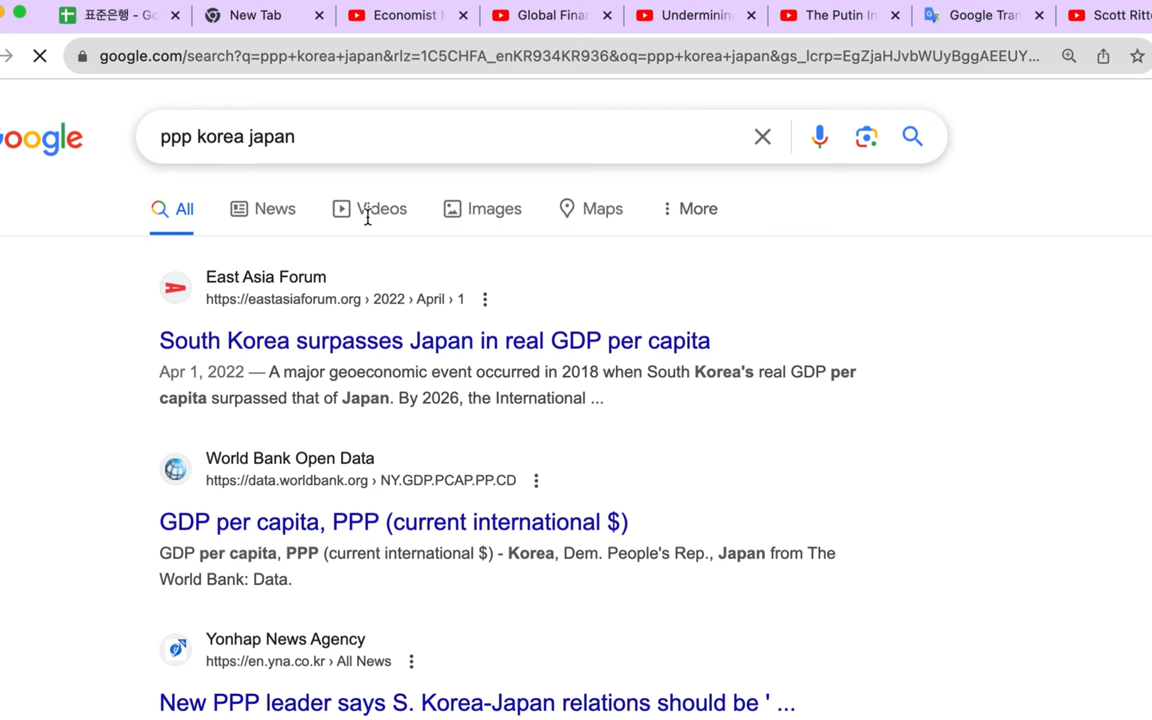 표준은행 - Go
New Tab
Economist
Global Finar
Underminin
The Putin In
Google Tran
Scott Ritte
google.com/search?q=ppp+korea+japan&rlz=1C5CHFA_enKR934KR936&oq=ppp+korea+japan&gs_lcrp=EgZjaHJvbWUyBggAEEUY...
oogle
ppp korea japan
All
News
Videos
Images
Maps
More
East Asia Forum
https://eastasiaforum.org › 2022 › April › 1
South Korea surpasses Japan in real GDP per capita
Apr 1, 2022 — A major geoeconomic event occurred in 2018 when South Korea's real GDP per
capita surpassed that of Japan. By 2026, the International ...
World Bank Open Data
https://data.worldbank.org › NY.GDP.PCAP.PP.CD
GDP per capita, PPP (current international $)
GDP per capita, PPP (current international $) - Korea, Dem. People's Rep., Japan from The
World Bank: Data.
Yonhap News Agency
https://en.yna.co.kr › All News
New PPP leader says S. Korea-Japan relations should be ' ...